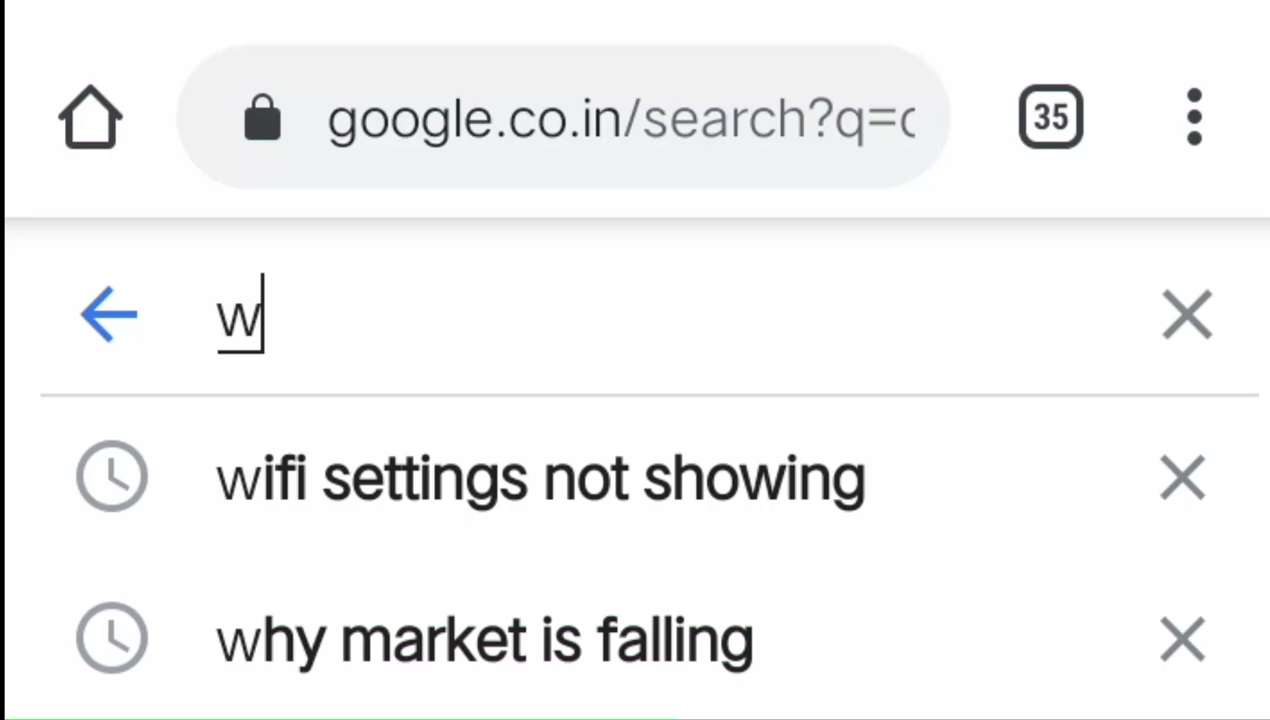 google.co.in/search?q=c
35
w
wifi settings not showing
why market is falling